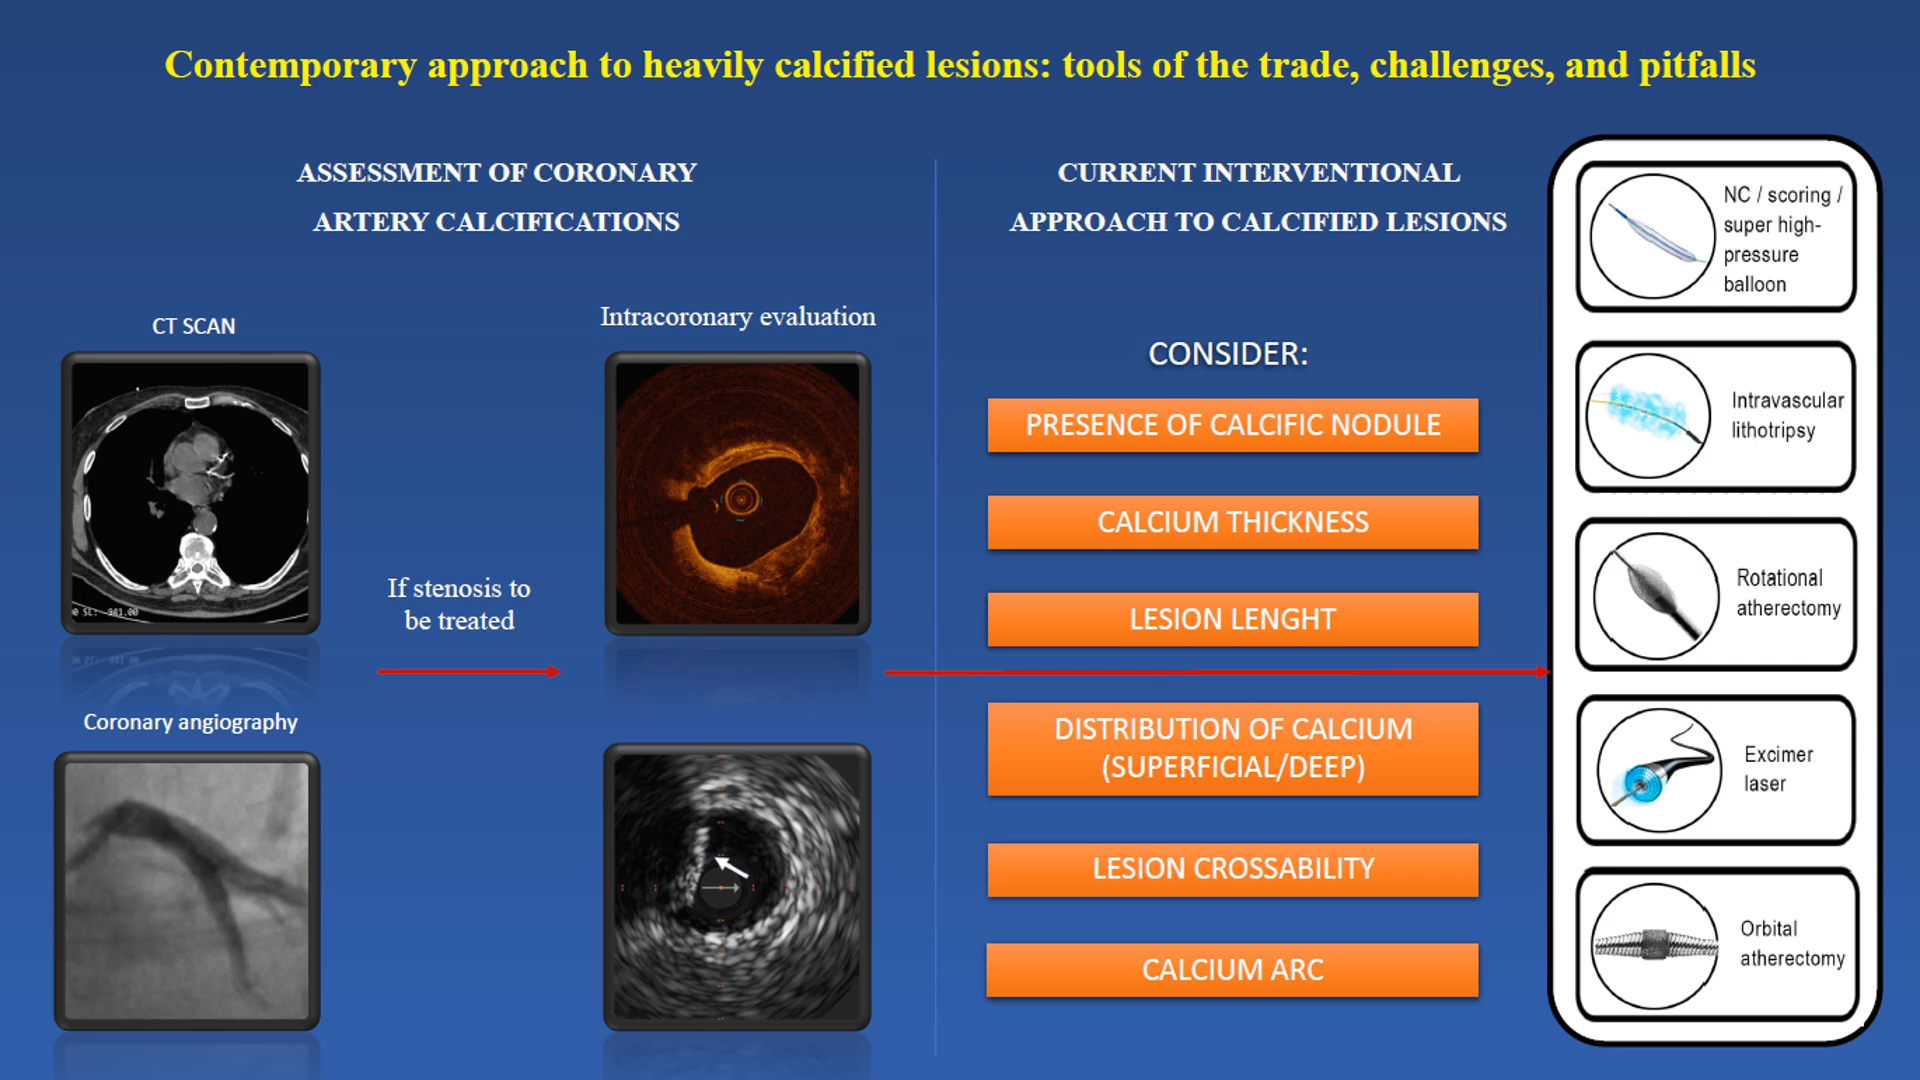 Contemporary approach to heavily calcified lesions: tools of the trade, challenges, and pitfalls
ASSESSMENT OF CORONARY
ARTERY CALCIFICATIONS
CT SCAN
SL: -341.00
Coronary angiography
If stenosis to
be treated
Intracoronary evaluation
CURRENT INTERVENTIONAL
APPROACH TO CALCIFIED LESIONS
CONSIDER:
PRESENCE OF CALCIFIC NODULE
CALCIUM THICKNESS
LESION LENGHT
DISTRIBUTION OF CALCIUM
(SUPERFICIAL/DEEP)
LESION CROSSABILITY
CALCIUM ARC
NC / scoring /
super high-
pressure
balloon
Intravascular
lithotripsy
Rotational
atherectomy
Excimer
laser
Orbital
atherectomy